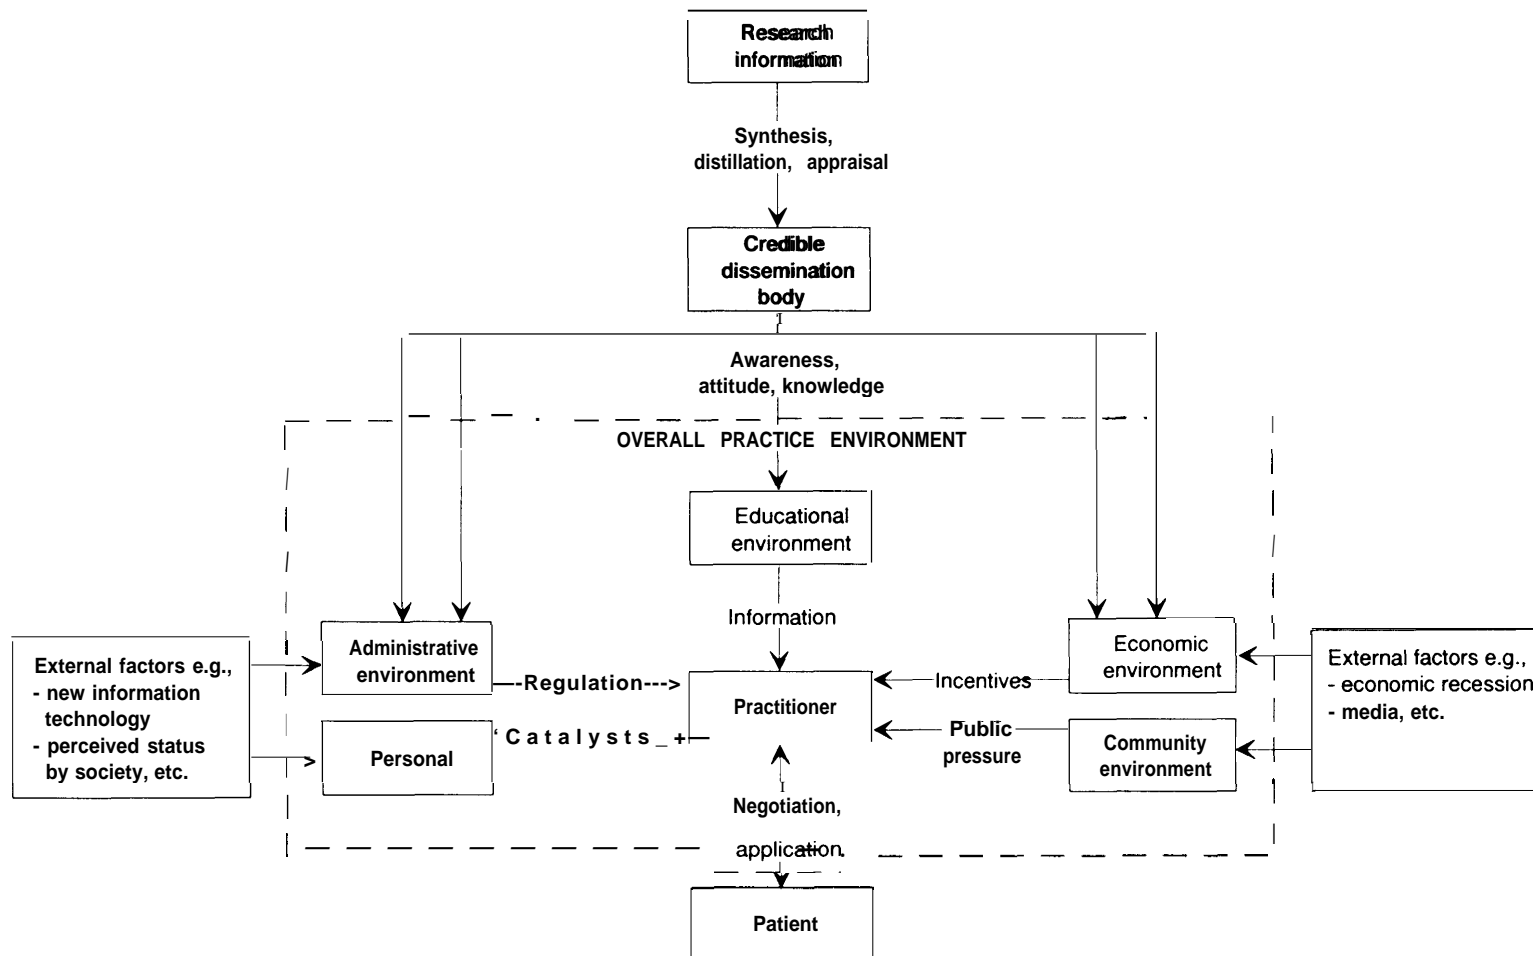 Research
information
Synthesis,
distillation, appraisal
Credible
dissemination
body
Awareness,
attitude, knowledge
OVERALL PRACTICE ENVIRONMENT
Educational
environment
Information
External factors e.g.,
- new information
technology
- perceived status
by society, etc.
Administrative
environment
Regulation
Personal
Catalysts
Practitioner
Incentives
Public
pressure
Economic
environment
Community
environment
External factors e.g.,
- economic recession
- media, etc.
Negotiation,
application
Patient